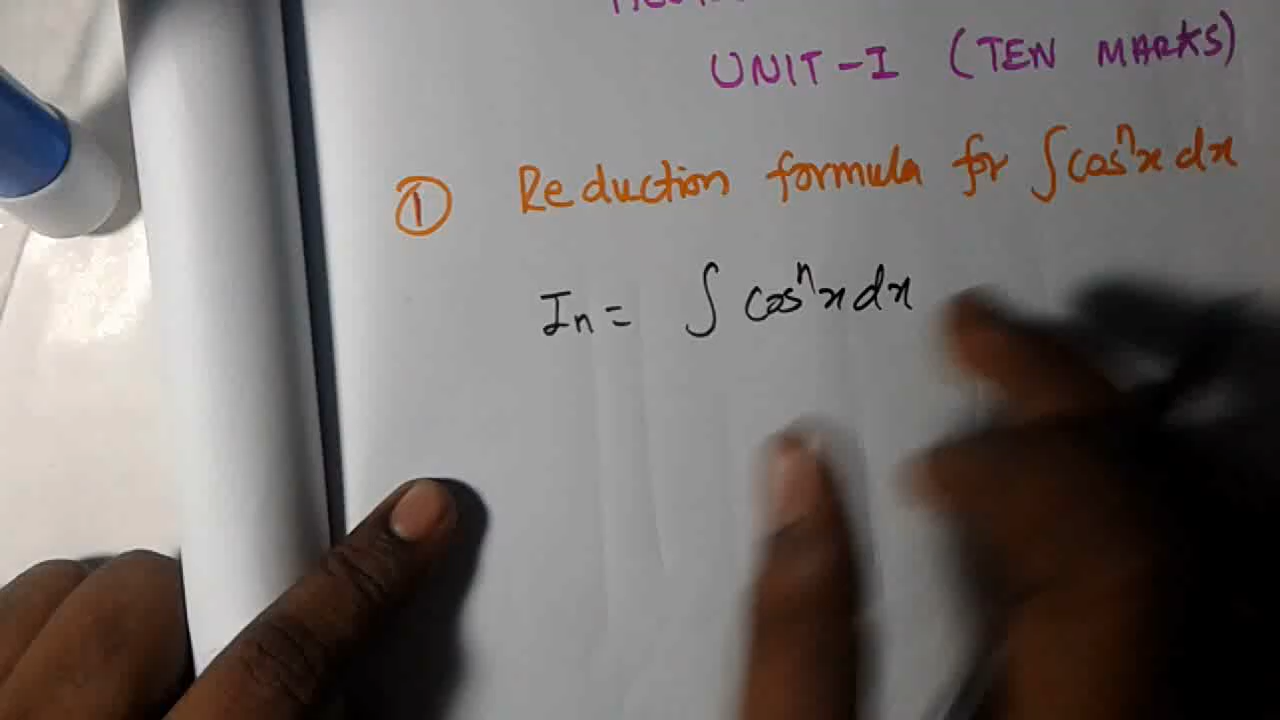 UNIT-I (TEN MARKS)
① Reduction formula for ∫cosⁿx dx
Iₙ = ∫ cosⁿx dx